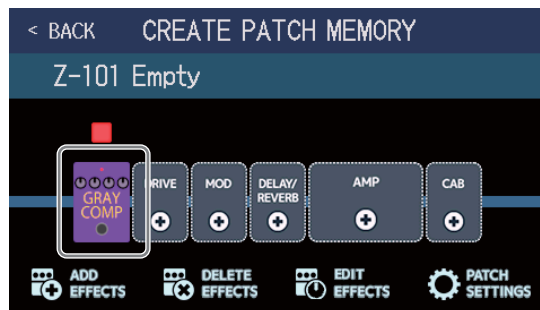 < BACK CREATE PATCH MEMORY
Z-101 Empty
GRAY
COMP
DRIVE
MOD
DELAY/
REVERB
AMP
CAB
ADD
EFFECTS
DELETE
EFFECTS
EDIT
EFFECTS
PATCH
SETTINGS